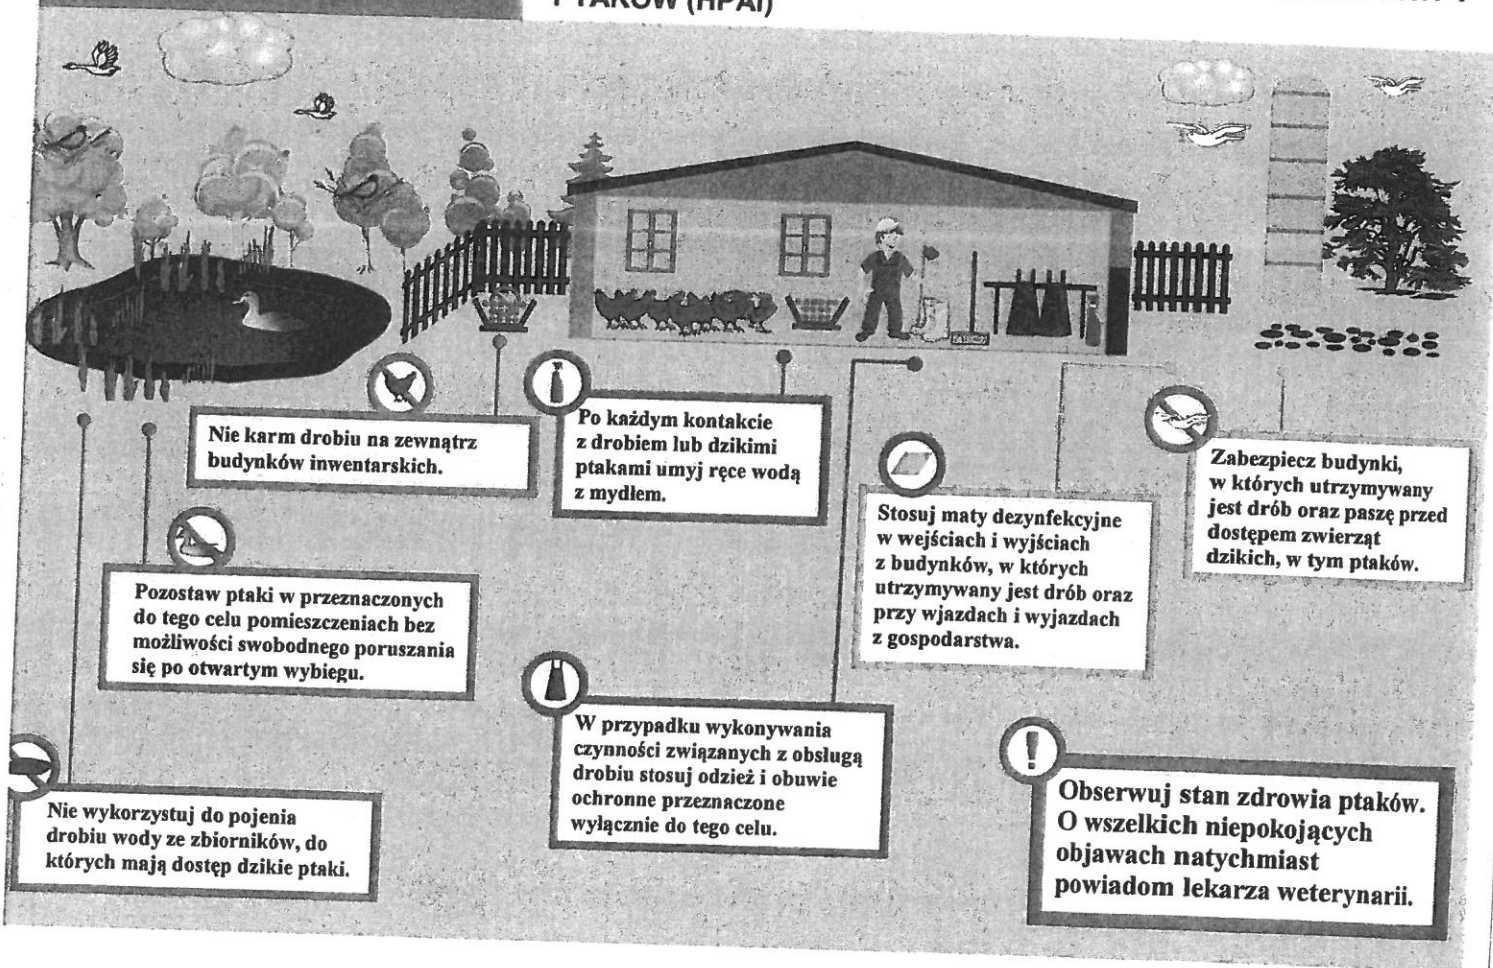 PTAKÓW (HPAI)
Nie karm drobiu na zewnątrz
budynków inwentarskich.
Po każdym kontakcie
z drobiem lub dzikimi
ptakami umyj ręce wodą
z mydłem.
Zabezpiecz budynki,
w których utrzymywany
jest drób oraz paszę przed
dostępem zwierząt
dzikich, w tym ptaków.
Stosuj maty dezynfekcyjne
w wejściach i wyjściach
z budynków, w których
utrzymywany jest drób oraz
przy wjazdach i wyjazdach
z gospodarstwa.
Pozostaw ptaki w przeznaczonych
do tego celu pomieszczeniach bez
możliwości swobodnego poruszania
się po otwartym wybiegu.
W przypadku wykonywania
czynności związanych z obsługą
drobiu stosuj odzież i obuwie
ochronne przeznaczone
wyłącznie do tego celu.
Nie wykorzystuj do pojenia
drobiu wody ze zbiorników, do
których mają dostęp dzikie ptaki.
Obserwuj stan zdrowia ptaków.
O wszelkich niepokojących
objawach natychmiast
powiadom lekarza weterynarii.